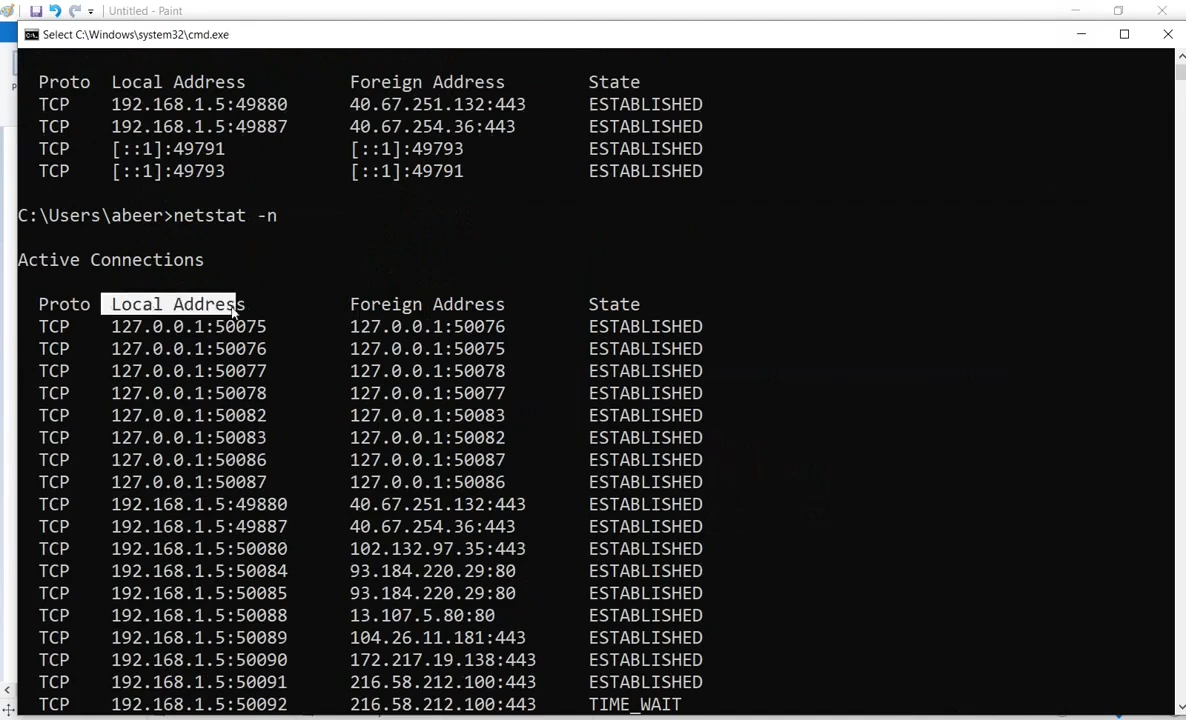 Untitled - Paint
Select C:\Windows\system32\cmd.exe
Proto Local Address Foreign Address State
TCP 192.168.1.5:49880 40.67.251.132:443 ESTABLISHED
TCP 192.168.1.5:49887 40.67.254.36:443 ESTABLISHED
TCP [::1]:49791 [::1]:49793 ESTABLISHED
TCP [::1]:49793 [::1]:49791 ESTABLISHED
C:\Users\abeer>netstat -n
Active Connections
Proto Local Address Foreign Address State
TCP 127.0.0.1:50075 127.0.0.1:50076 ESTABLISHED
TCP 127.0.0.1:50076 127.0.0.1:50075 ESTABLISHED
TCP 127.0.0.1:50077 127.0.0.1:50078 ESTABLISHED
TCP 127.0.0.1:50078 127.0.0.1:50077 ESTABLISHED
TCP 127.0.0.1:50082 127.0.0.1:50083 ESTABLISHED
TCP 127.0.0.1:50083 127.0.0.1:50082 ESTABLISHED
TCP 127.0.0.1:50086 127.0.0.1:50087 ESTABLISHED
TCP 127.0.0.1:50087 127.0.0.1:50086 ESTABLISHED
TCP 192.168.1.5:49880 40.67.251.132:443 ESTABLISHED
TCP 192.168.1.5:49887 40.67.254.36:443 ESTABLISHED
TCP 192.168.1.5:50080 102.132.97.35:443 ESTABLISHED
TCP 192.168.1.5:50084 93.184.220.29:80 ESTABLISHED
TCP 192.168.1.5:50085 93.184.220.29:80 ESTABLISHED
TCP 192.168.1.5:50088 13.107.5.80:80 ESTABLISHED
TCP 192.168.1.5:50089 104.26.11.181:443 ESTABLISHED
TCP 192.168.1.5:50090 172.217.19.138:443 ESTABLISHED
TCP 192.168.1.5:50091 216.58.212.100:443 ESTABLISHED
TCP 192.168.1.5:50092 216.58.212.100:443 TIME_WAIT